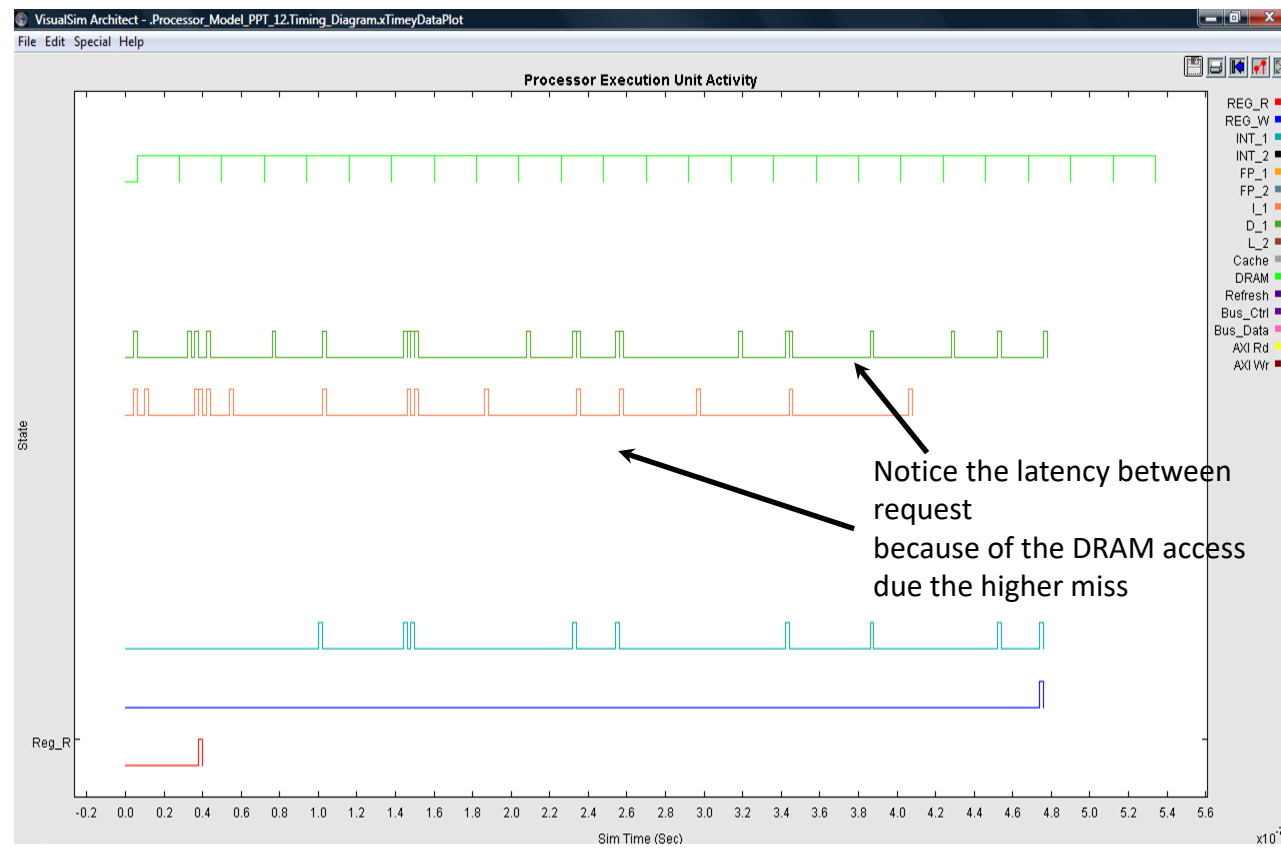 VisualSim Architect - .Processor_Model_PPT_12.Timing_Diagram.xTimeyDataPlot
File Edit Special Help
Processor Execution Unit Activity
REG_R
REG_W
INT_1
INT_2
FP_1
FP_2
I_1
D_1
L_2
Cache
DRAM
Refresh
Bus_Ctrl
Bus_Data
AXI Rd
AXI Wr
State
Notice the latency between
request
because of the DRAM access
due the higher miss
Reg_R
-0.2 0.0 0.2 0.4 0.6 0.8 1.0 1.2 1.4 1.6 1.8 2.0 2.2 2.4 2.6 2.8 3.0 3.2 3.4 3.6 3.8 4.0 4.2 4.4 4.6 4.8 5.0 5.2 5.4 5.6
Sim Time (Sec)
x10